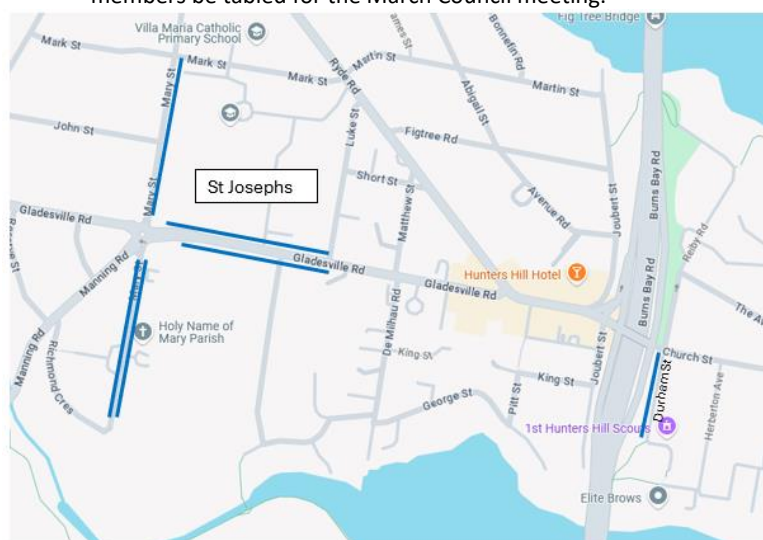 members be tabled for the March Council meeting.
Fig Tree Bridge
Villa Maria Catholic
Primary School
Mark St
Mark St
Mark St
Martin St
Martin St
Bonnefin Rd
Ryde Rd
Abigail St
Mary St
Luke St
Figtree Rd
John St
Short St
Matthew St
Avenue Rd
Joubert St
Burns Bay Rd
Reiby Rd
St Josephs
Mary St
Gladesville Rd
Gladesville Rd
Gladesville Rd
Manning Rd
Manning Rd
Mary St
Hunters Hill Hotel
Burns Bay Rd
Holy Name of
Mary Parish
De Milhau Rd
King St
King St
Joubert St
Church St
Durham St
Richmond Cres
George St
Pitt St
1st Hunters Hill Scouts
Herberton Ave
Elite Brows